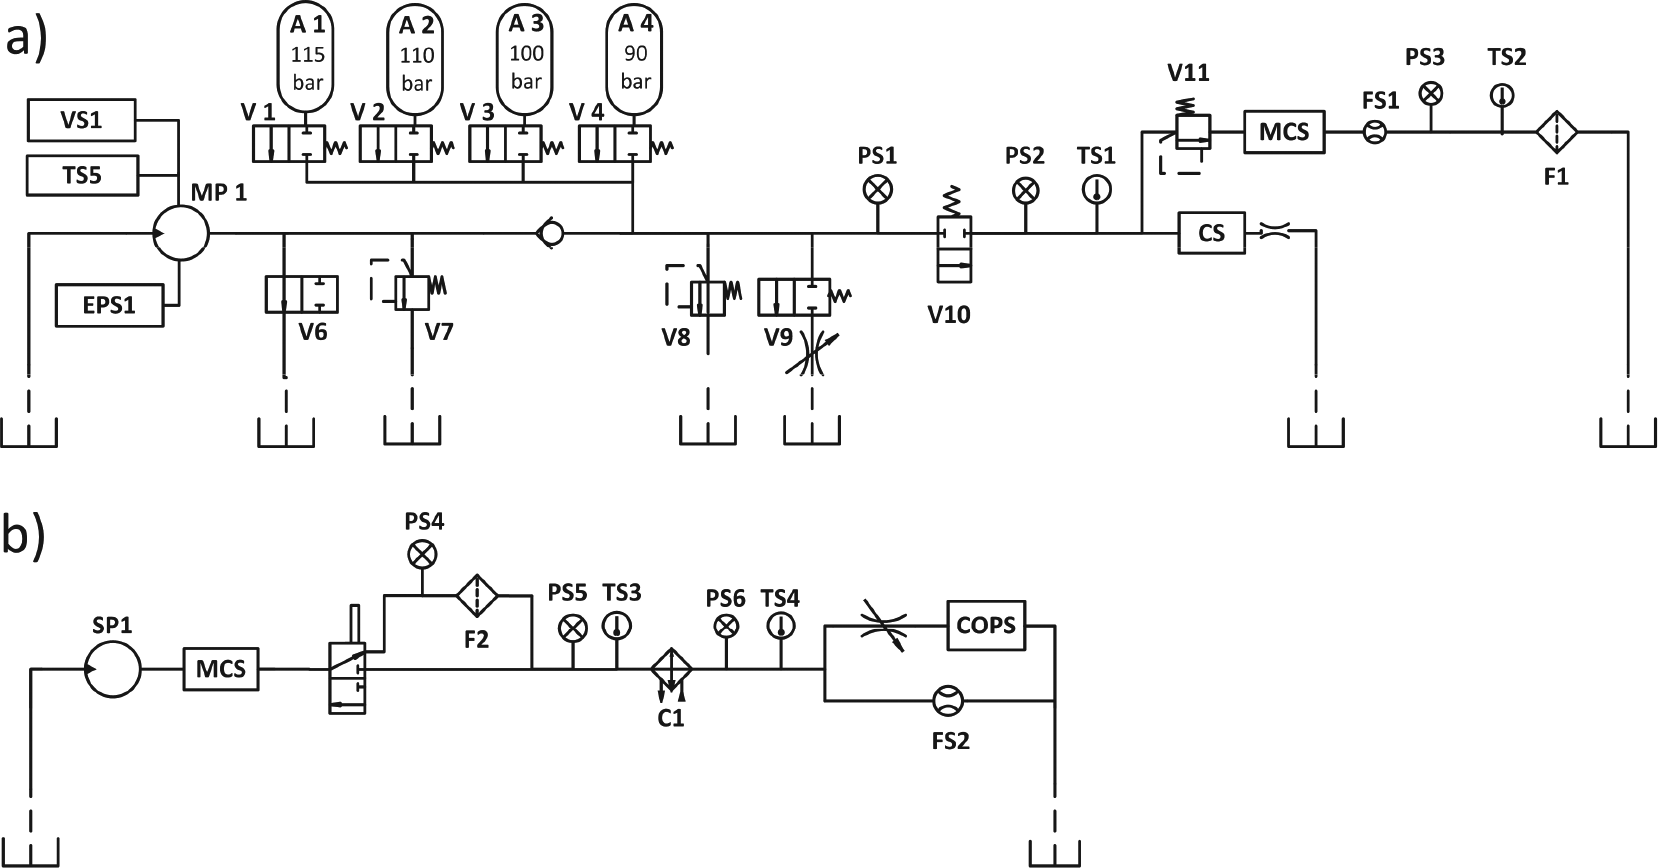 a)
A 1
115
bar
A 2
110
bar
A 3
100
bar
A 4
90
bar
V 1
V 2
V 3
V 4
VS1
TS5
MP 1
EPS1
V6
V7
V8
V9
PS1
V10
PS2
TS1
V11
MCS
FS1
PS3
TS2
F1
CS
b)
SP1
MCS
PS4
F2
PS5
TS3
C1
PS6
TS4
COPS
FS2